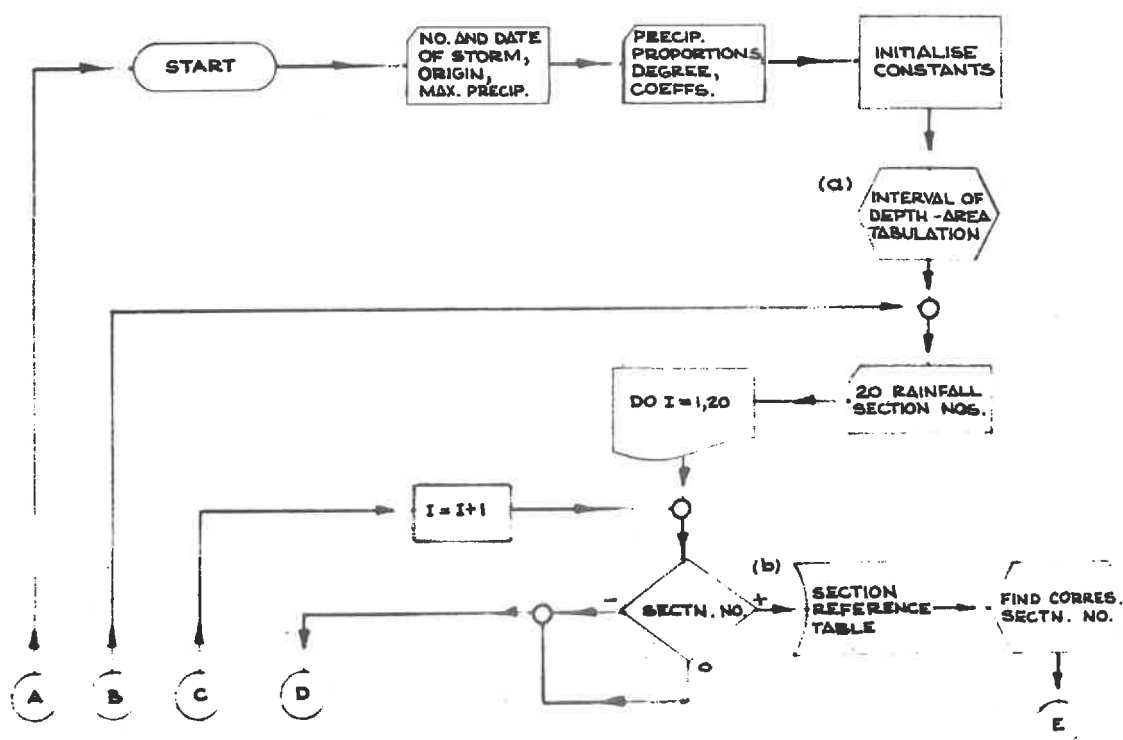 START
NO. AND DATE
OF STORM,
ORIGIN,
MAX. PRECIP.
PRECIP.
PROPORTIONS,
DEGREE,
COEFFS.
INITIALISE
CONSTANTS
(a)
INTERVAL OF
DEPTH-AREA
TABULATION
20 RAINFALL
SECTION NOS.
DO I = 1,20
I = I+1
(b)
-
SECTN. NO.
+
0
SECTION
REFERENCE
TABLE
FIND CORRES.
SECTN. NO.
A
B
C
D
E